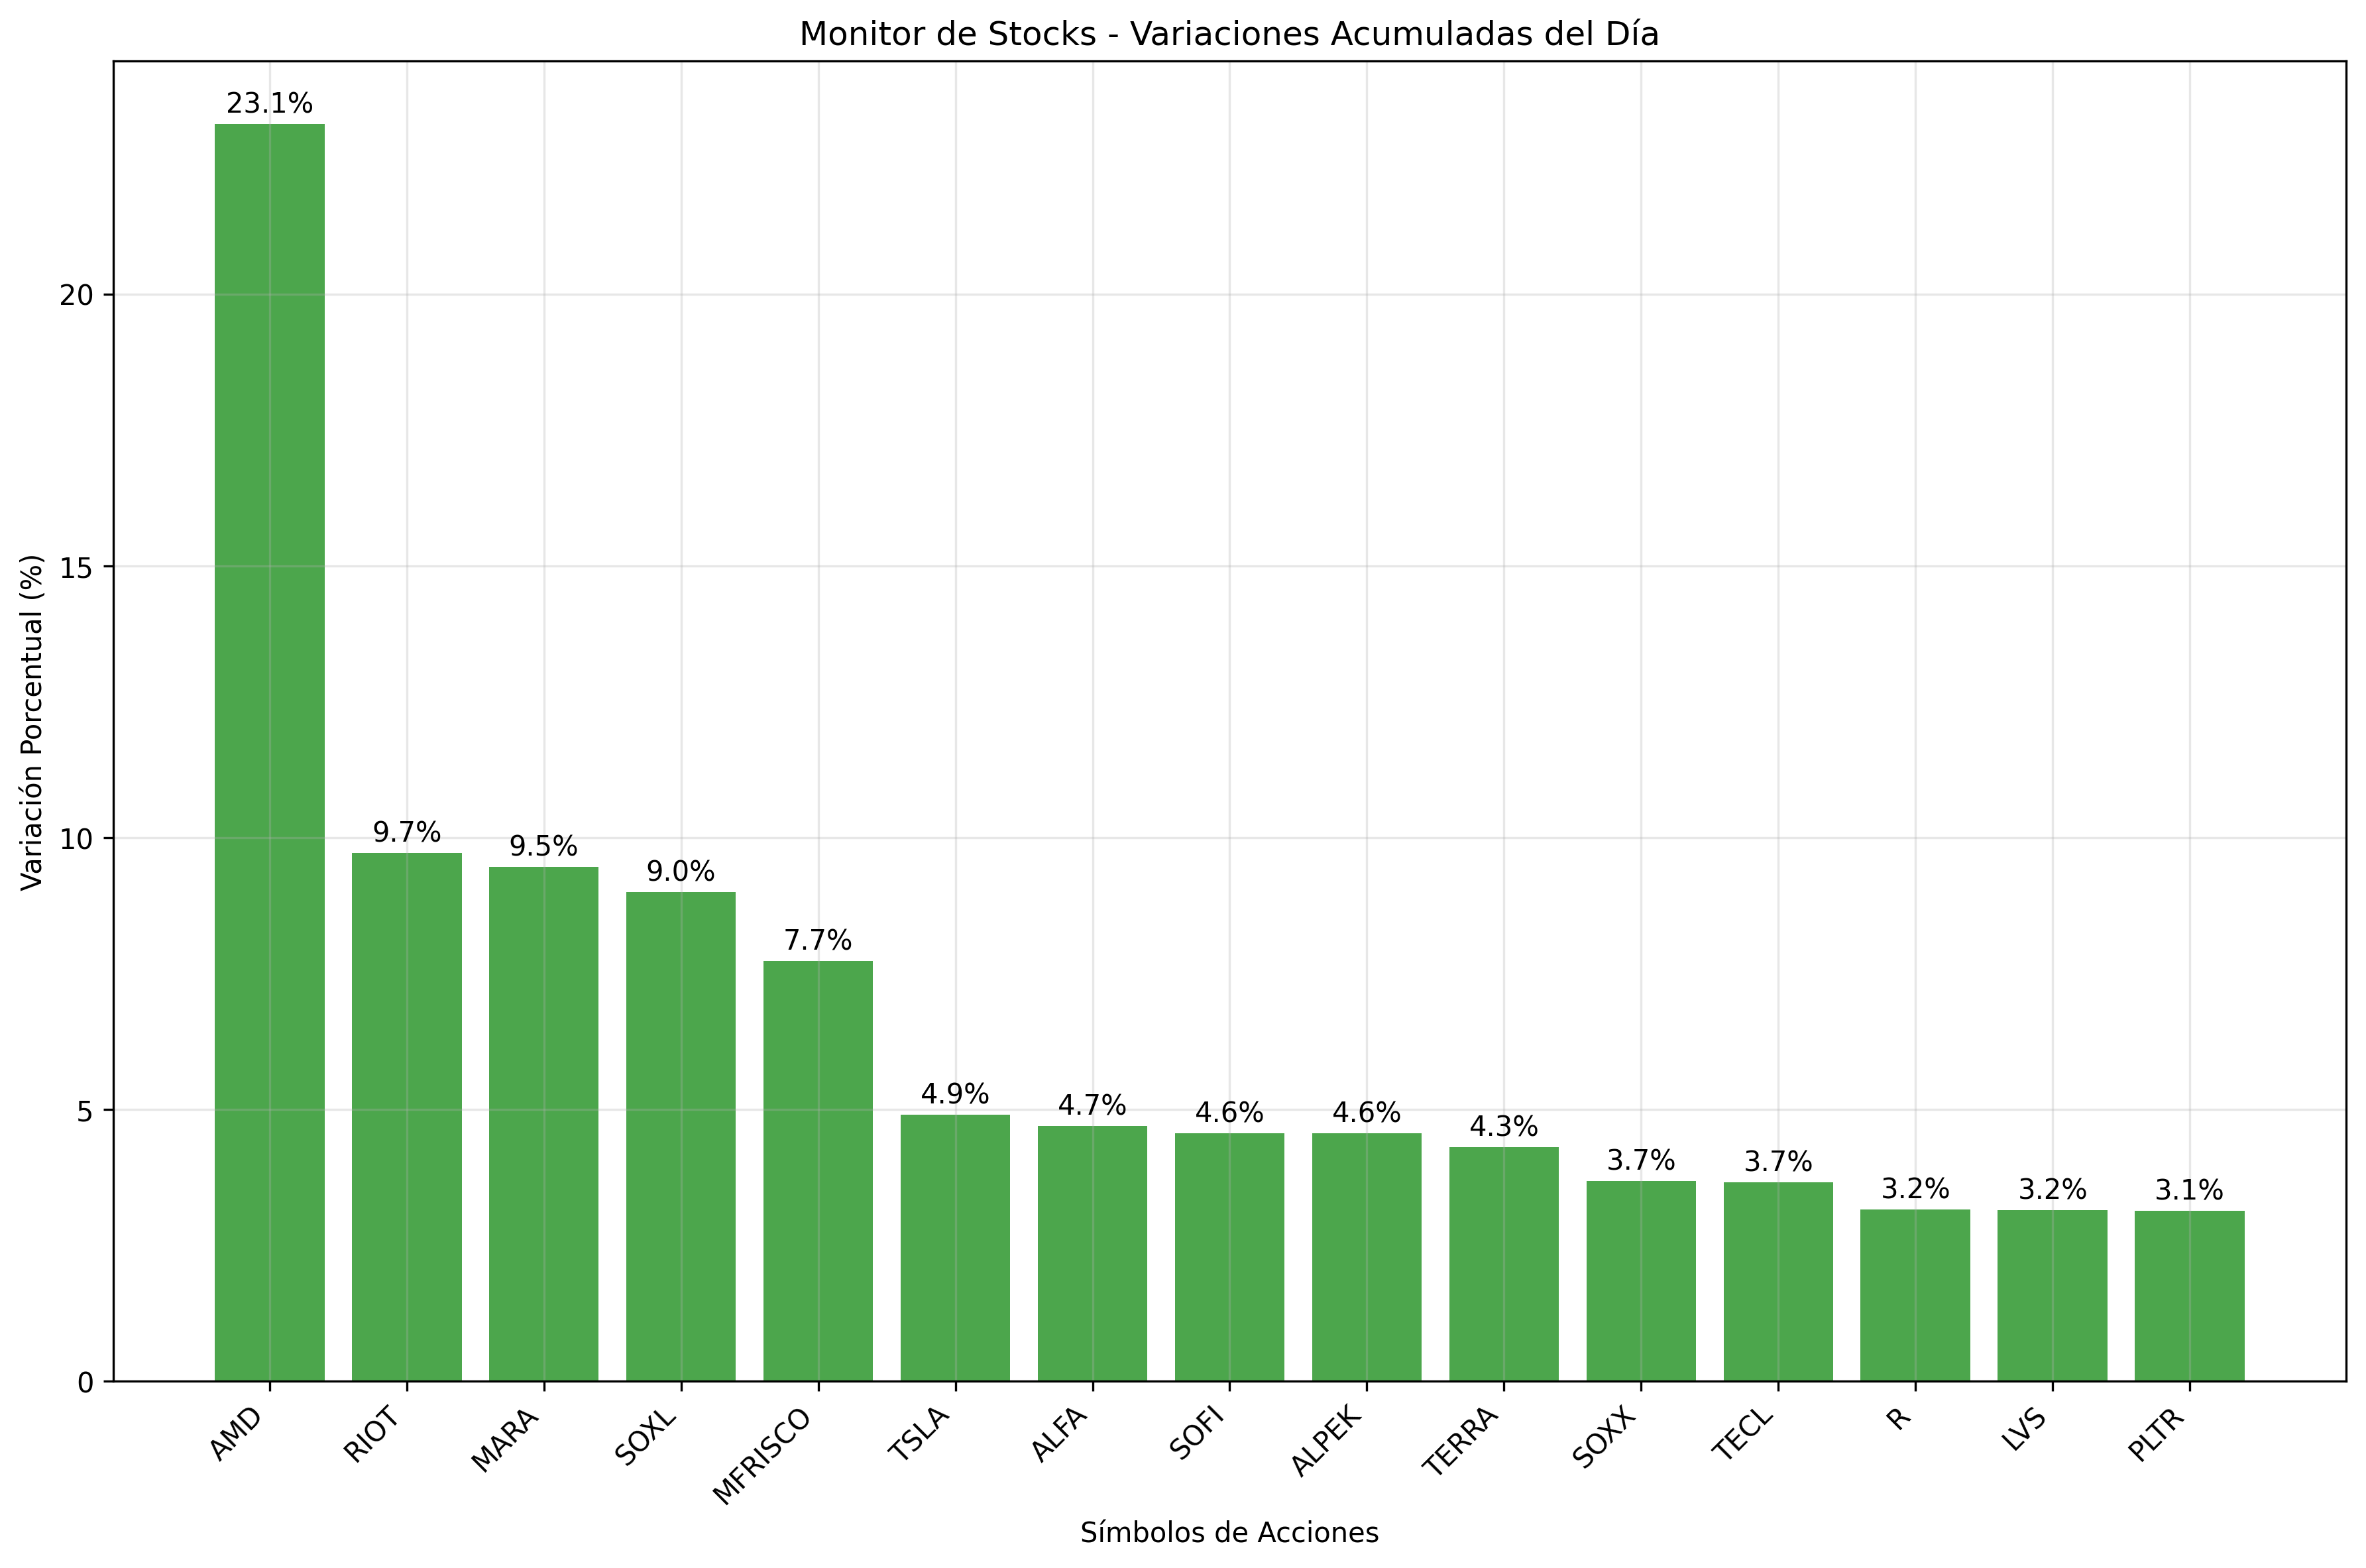 Monitor de Stocks - Variaciones Acumuladas del Día
Variación Porcentual (%)
20
15
10
5
0
23.1%
9.7%
9.5%
9.0%
7.7%
4.9%
4.7%
4.6%
4.6%
4.3%
3.7%
3.7%
3.2%
3.2%
3.1%
AMD
RIOT
MARA
SOXL
MFRISCO
TSLA
ALFA
SOFI
ALPEK
TERRA
SOXX
TECL
R
LVS
PLTR
Símbolos de Acciones